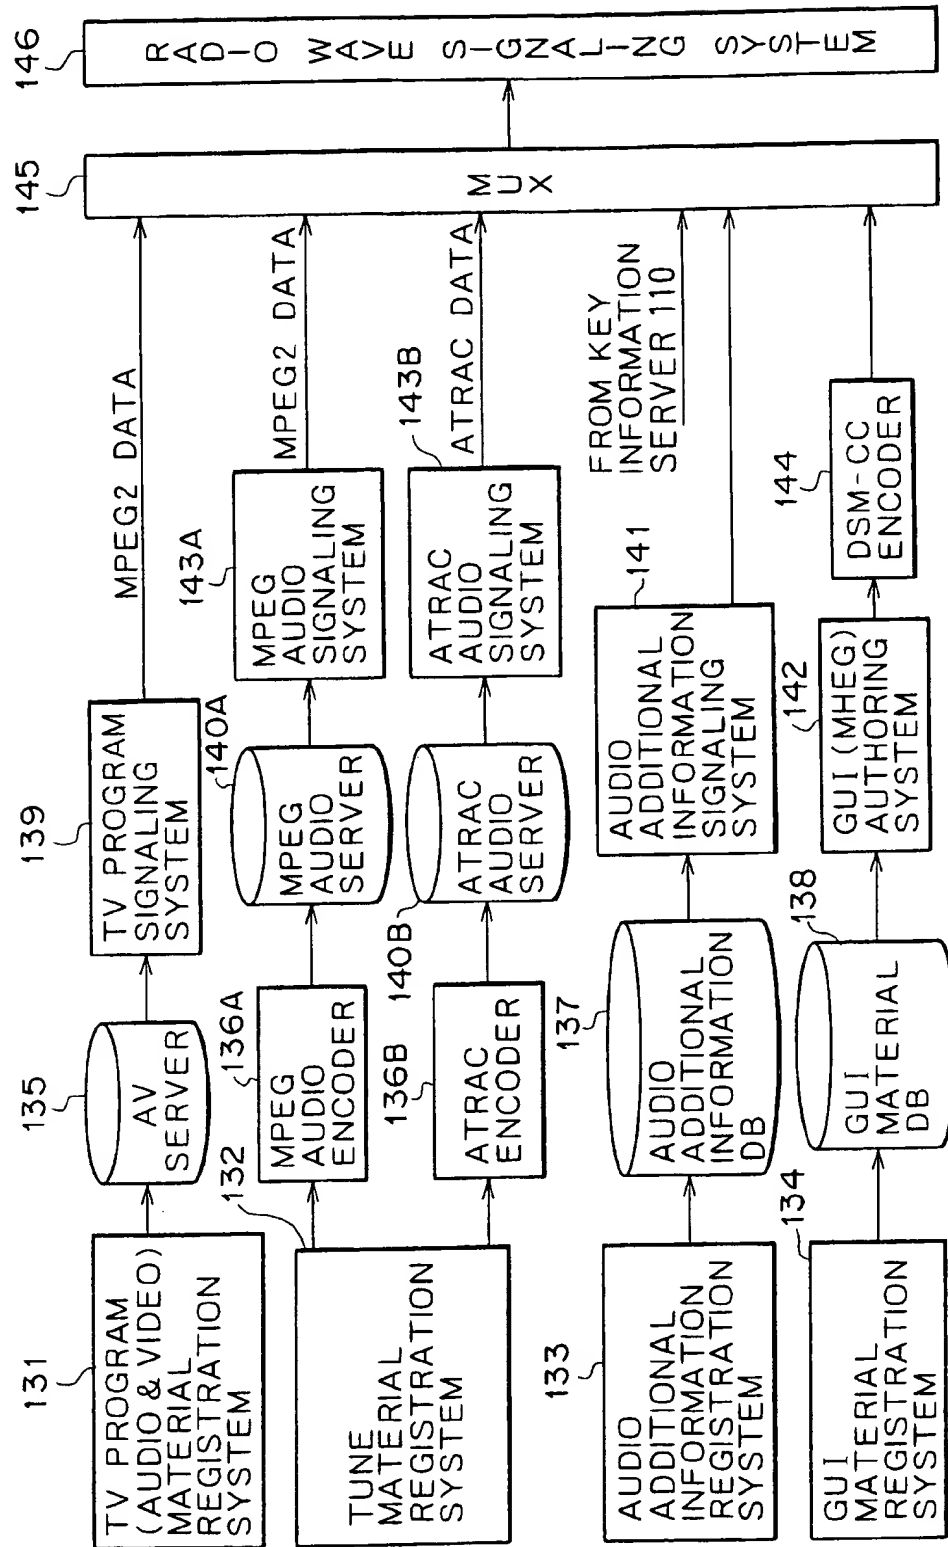 131
TV PROGRAM
(AUDIO & VIDEO)
MATERIAL
REGISTRATION
SYSTEM
135
AV
SERVER
139
TV PROGRAM
SIGNALING
SYSTEM
MPEG2 DATA
132
TUNE
MATERIAL
REGISTRATION
SYSTEM
136A
MPEG
AUDIO
ENCODER
140A
MPEG
AUDIO
SERVER
143A
MPEG
AUDIO
SIGNALING
SYSTEM
MPEG2 DATA
136B
ATRAC
ENCODER
140B
ATRAC
AUDIO
SERVER
143B
ATRAC
AUDIO
SIGNALING
SYSTEM
ATRAC DATA
FROM KEY
INFORMATION
SERVER 110
133
AUDIO
ADDITIONAL
INFORMATION
REGISTRATION
SYSTEM
137
AUDIO
ADDITIONAL
INFORMATION
DB
141
AUDIO
ADDITIONAL
INFORMATION
SIGNALING
SYSTEM
134
GUI
MATERIAL
REGISTRATION
SYSTEM
138
GUI
MATERIAL
DB
142
GUI (MHEG)
AUTHORING
SYSTEM
144
DSM-CC
ENCODER
145
MUX
146
RADIO WAVE SIGNALING SYSTEM